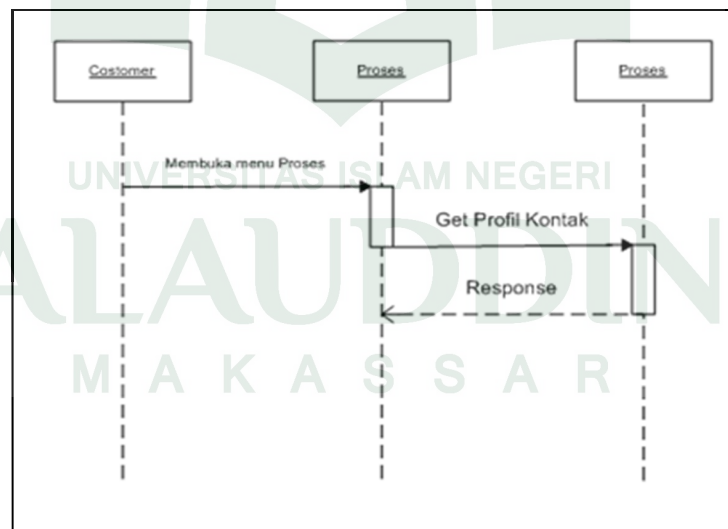 Costomer
Proses
Proses
Membuka menu Proses
UNIVERSITAS ISLAM NEGERI
Get Profil Kontak
ALAUDDIN
Response
MAKASSAR